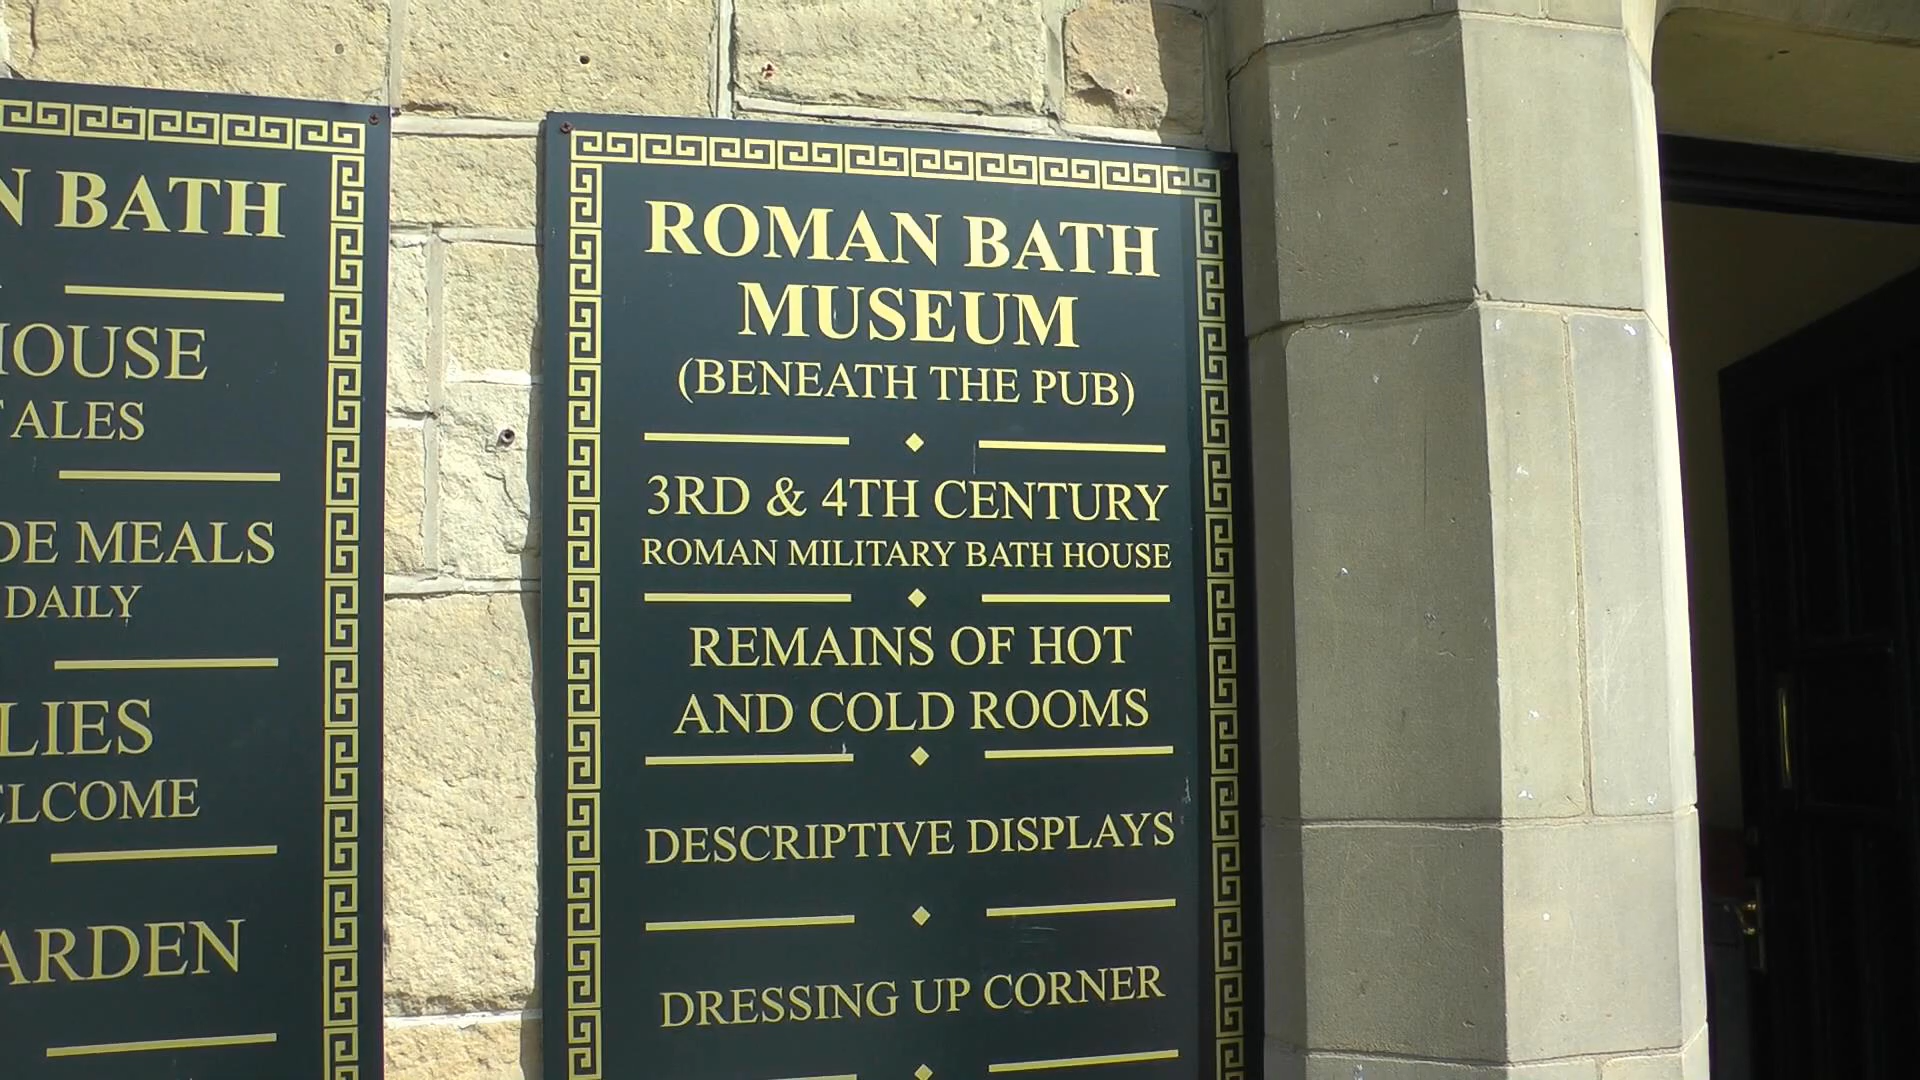 N BATH
HOUSE
ALES
DE MEALS
DAILY
LIES
ELCOME
ARDEN
ROMAN BATH
MUSEUM
(BENEATH THE PUB)
3RD & 4TH CENTURY
ROMAN MILITARY BATH HOUSE
REMAINS OF HOT
AND COLD ROOMS
DESCRIPTIVE DISPLAYS
DRESSING UP CORNER